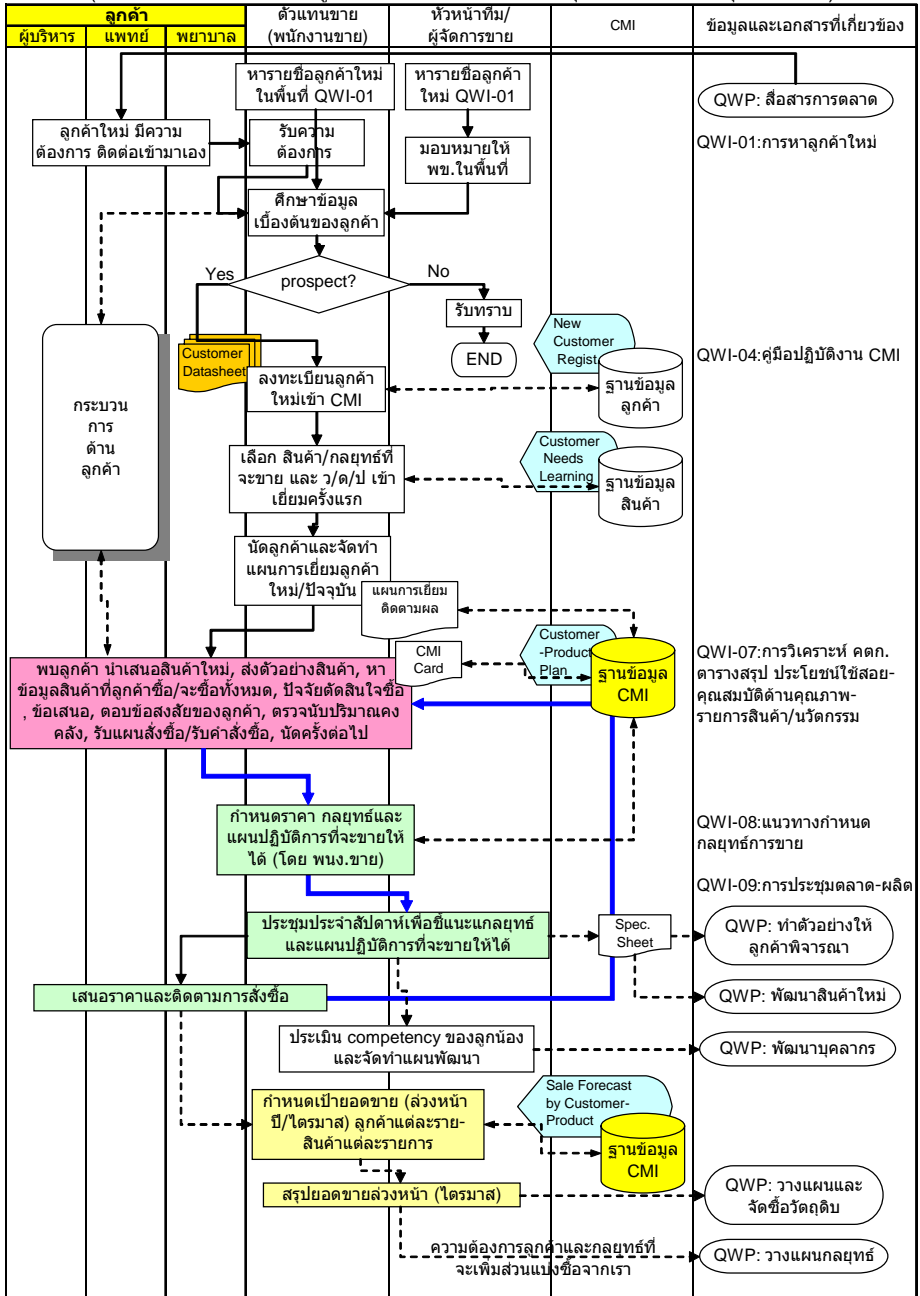 ลูกค้า
ผู้บริหาร
แพทย์
พยาบาล
ตัวแทนขาย
(พนักงานขาย)
หัวหน้าทีม/
ผู้จัดการขาย
CMI
ข้อมูลและเอกสารที่เกี่ยวข้อง
หารายชื่อลูกค้าใหม่
ในพื้นที่ QWI-01
หารายชื่อลูกค้า
ใหม่ QWI-01
QWP: สื่อสารการตลาด
ลูกค้าใหม่ มีความ
ต้องการ ติดต่อเข้ามาเอง
รับความ
ต้องการ
มอบหมายให้
พข.ในพื้นที่
QWI-01:การหาลูกค้าใหม่
ศึกษาข้อมูล
เบื้องต้นของลูกค้า
Yes
prospect?
No
รับทราบ
END
New
Customer
Regist.
ฐานข้อมูล
ลูกค้า
QWI-04:คู่มือปฏิบัติงาน CMI
Customer
Datasheet
ลงทะเบียนลูกค้า
ใหม่เข้า CMI
กระบวน
การ
ด้าน
ลูกค้า
เลือก สินค้า/กลยุทธ์ที่
จะขาย และ ว/ด/ป เข้า
เยี่ยมครั้งแรก
Customer
Needs
Learning
ฐานข้อมูล
สินค้า
นัดลูกค้าและจัดทำ
แผนการเยี่ยมลูกค้า
ใหม่/ปัจจุบัน
แผนการเยี่ยม
ติดตามผล
CMI
Card
Customer
-Product
Plan
ฐานข้อมูล
CMI
QWI-07:การวิเคราะห์ คตก.
ตารางสรุป ประโยชน์ใช้สอย-
คุณสมบัติด้านคุณภาพ-
รายการสินค้า/นวัตกรรม
พบลูกค้า นำเสนอสินค้าใหม่, ส่งตัวอย่างสินค้า, หา
ข้อมูลสินค้าที่ลูกค้าซื้อ/จะซื้อทั้งหมด, ปัจจัยตัดสินใจซื้อ
, ข้อเสนอ, ตอบข้อสงสัยของลูกค้า, ตรวจนับปริมาณคง
คลัง, รับแผนสั่งซื้อ/รับคำสั่งซื้อ, นัดครั้งต่อไป
กำหนดราคา กลยุทธ์และ
แผนปฏิบัติการที่จะขายให้
ได้ (โดย พนง.ขาย)
QWI-08:แนวทางกำหนด
กลยุทธ์การขาย
QWI-09:การประชุมตลาด-ผลิต
ประชุมประจำสัปดาห์เพื่อชี้แนะแกลยุทธ์
และแผนปฏิบัติการที่จะขายให้ได้
Spec.
Sheet
QWP: ทำตัวอย่างให้
ลูกค้าพิจารณา
เสนอราคาและติดตามการสั่งซื้อ
QWP: พัฒนาสินค้าใหม่
ประเมิน competency ของลูกน้อง
และจัดทำแผนพัฒนา
QWP: พัฒนาบุคลากร
กำหนดเป้ายอดขาย (ล่วงหน้า
ปี/ไตรมาส) ลูกค้าแต่ละราย-
สินค้าแต่ละรายการ
Sale Forecast
by Customer-
Product
ฐานข้อมูล
CMI
สรุปยอดขายล่วงหน้า (ไตรมาส)
QWP: วางแผนและ
จัดซื้อวัตถุดิบ
ความต้องการลูกค้าและกลยุทธ์ที่
จะเพิ่มส่วนแบ่งซื้อจากเรา
QWP: วางแผนกลยุทธ์